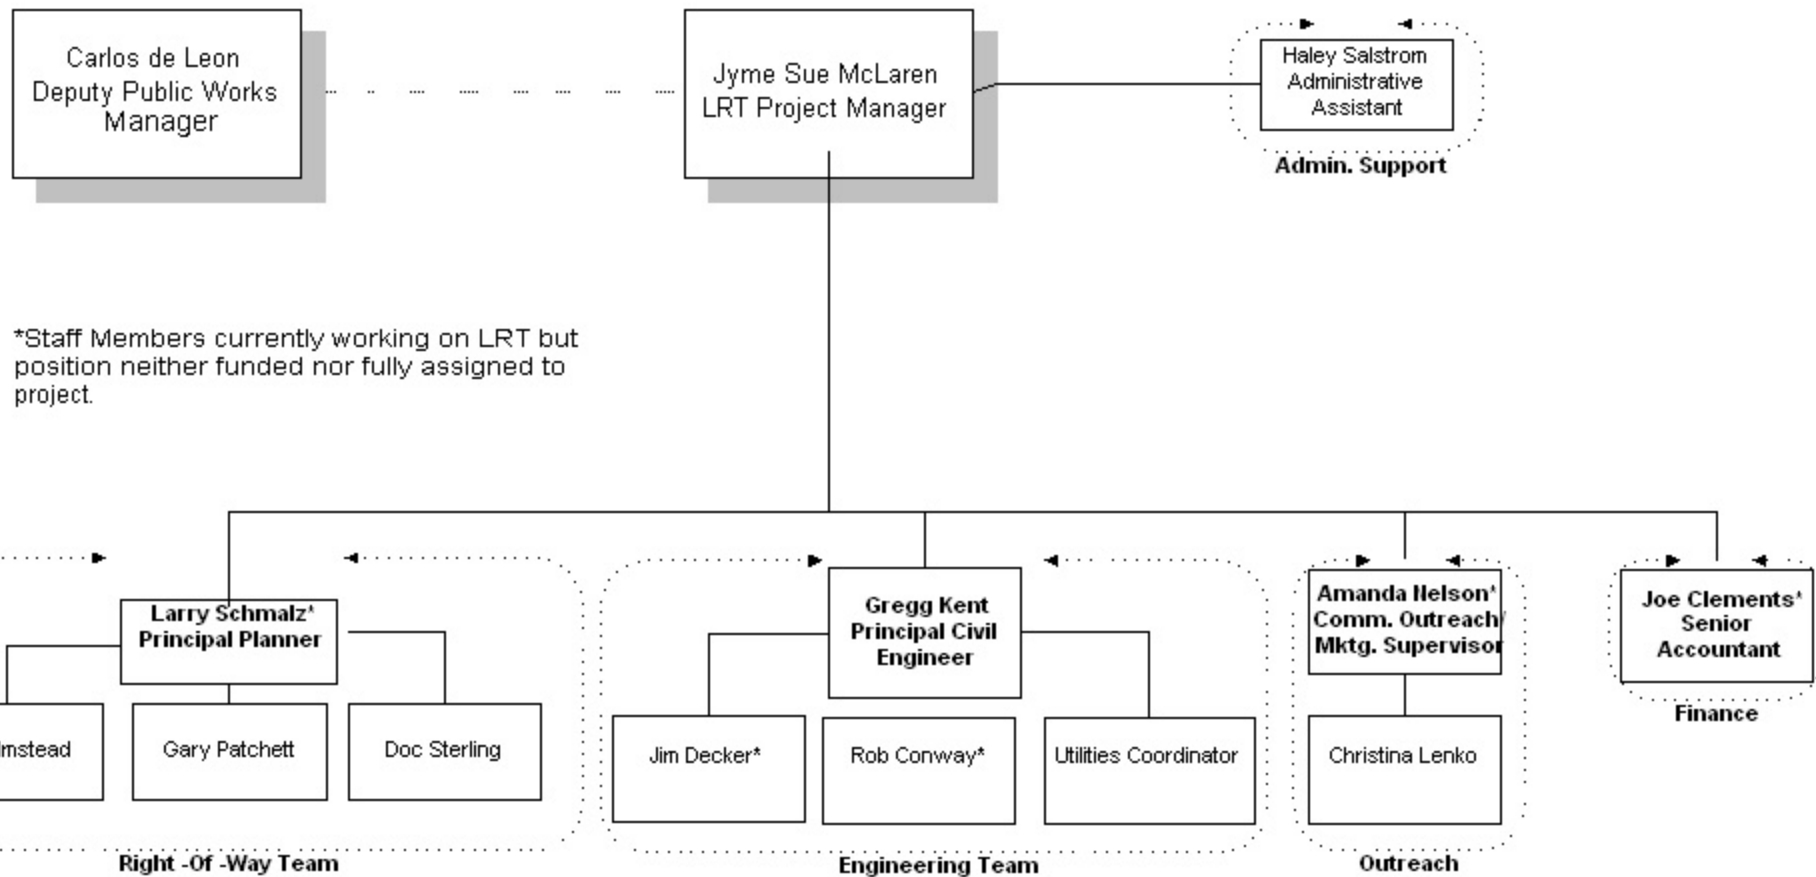 Carlos de Leon
Deputy Public Works
Manager
Jyme Sue McLaren
LRT Project Manager
Haley Salstrom
Administrative
Assistant
Admin. Support
*Staff Members currently working on LRT but
position neither funded nor fully assigned to
project.
Larry Schmalz*
Principal Planner
Gary Patchett
Doc Sterling
Right -Of -Way Team
Gregg Kent
Principal Civil
Engineer
Jim Decker*
Rob Conway*
Utilities Coordinator
Engineering Team
Amanda Nelson*
Comm. Outreach/
Mktg. Supervisor
Christina Lenko
Outreach
Joe Clements*
Senior
Accountant
Finance